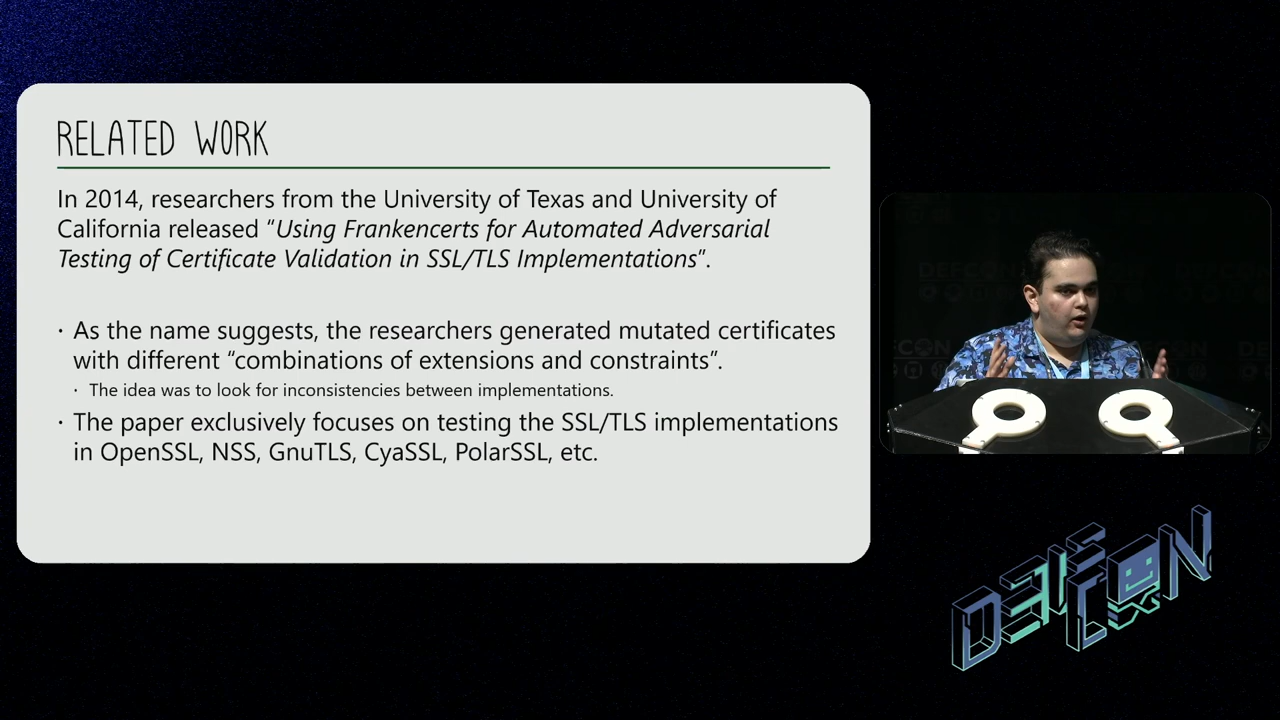 RELATED WORK
In 2014, researchers from the University of Texas and University of
California released “Using Frankencerts for Automated Adversarial
Testing of Certificate Validation in SSL/TLS Implementations”.
· As the name suggests, the researchers generated mutated certificates
with different “combinations of extensions and constraints”.
· The idea was to look for inconsistencies between implementations.
· The paper exclusively focuses on testing the SSL/TLS implementations
in OpenSSL, NSS, GnuTLS, CyaSSL, PolarSSL, etc.
DEFCON
DEF CON